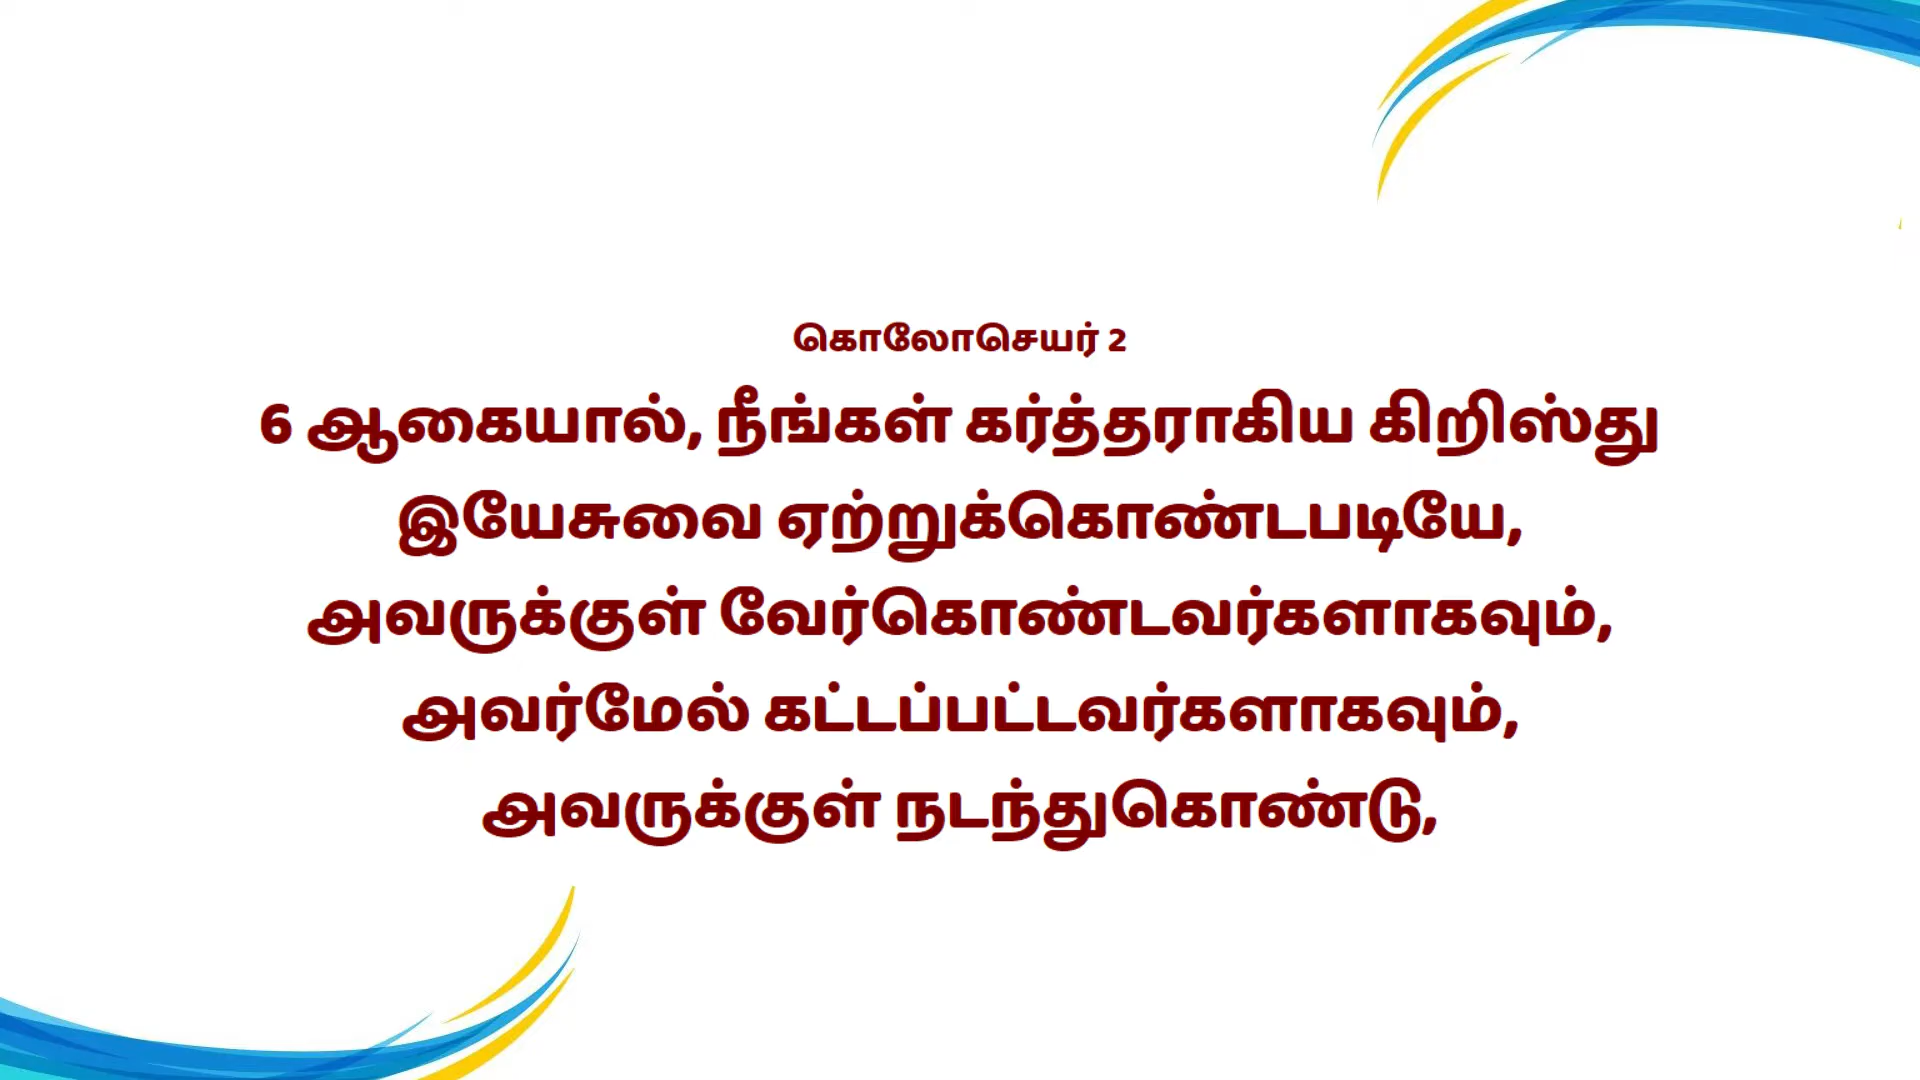 கொலோசெயர் 2
6 ஆகையால், நீங்கள் கர்த்தராகிய கிறிஸ்து
இயேசுவை ஏற்றுக்கொண்டபடியே,
அவருக்குள் வேர்கொண்டவர்களாகவும்,
அவர்மேல் கட்டப்பட்டவர்களாகவும்,
அவருக்குள் நடந்துகொண்டு,